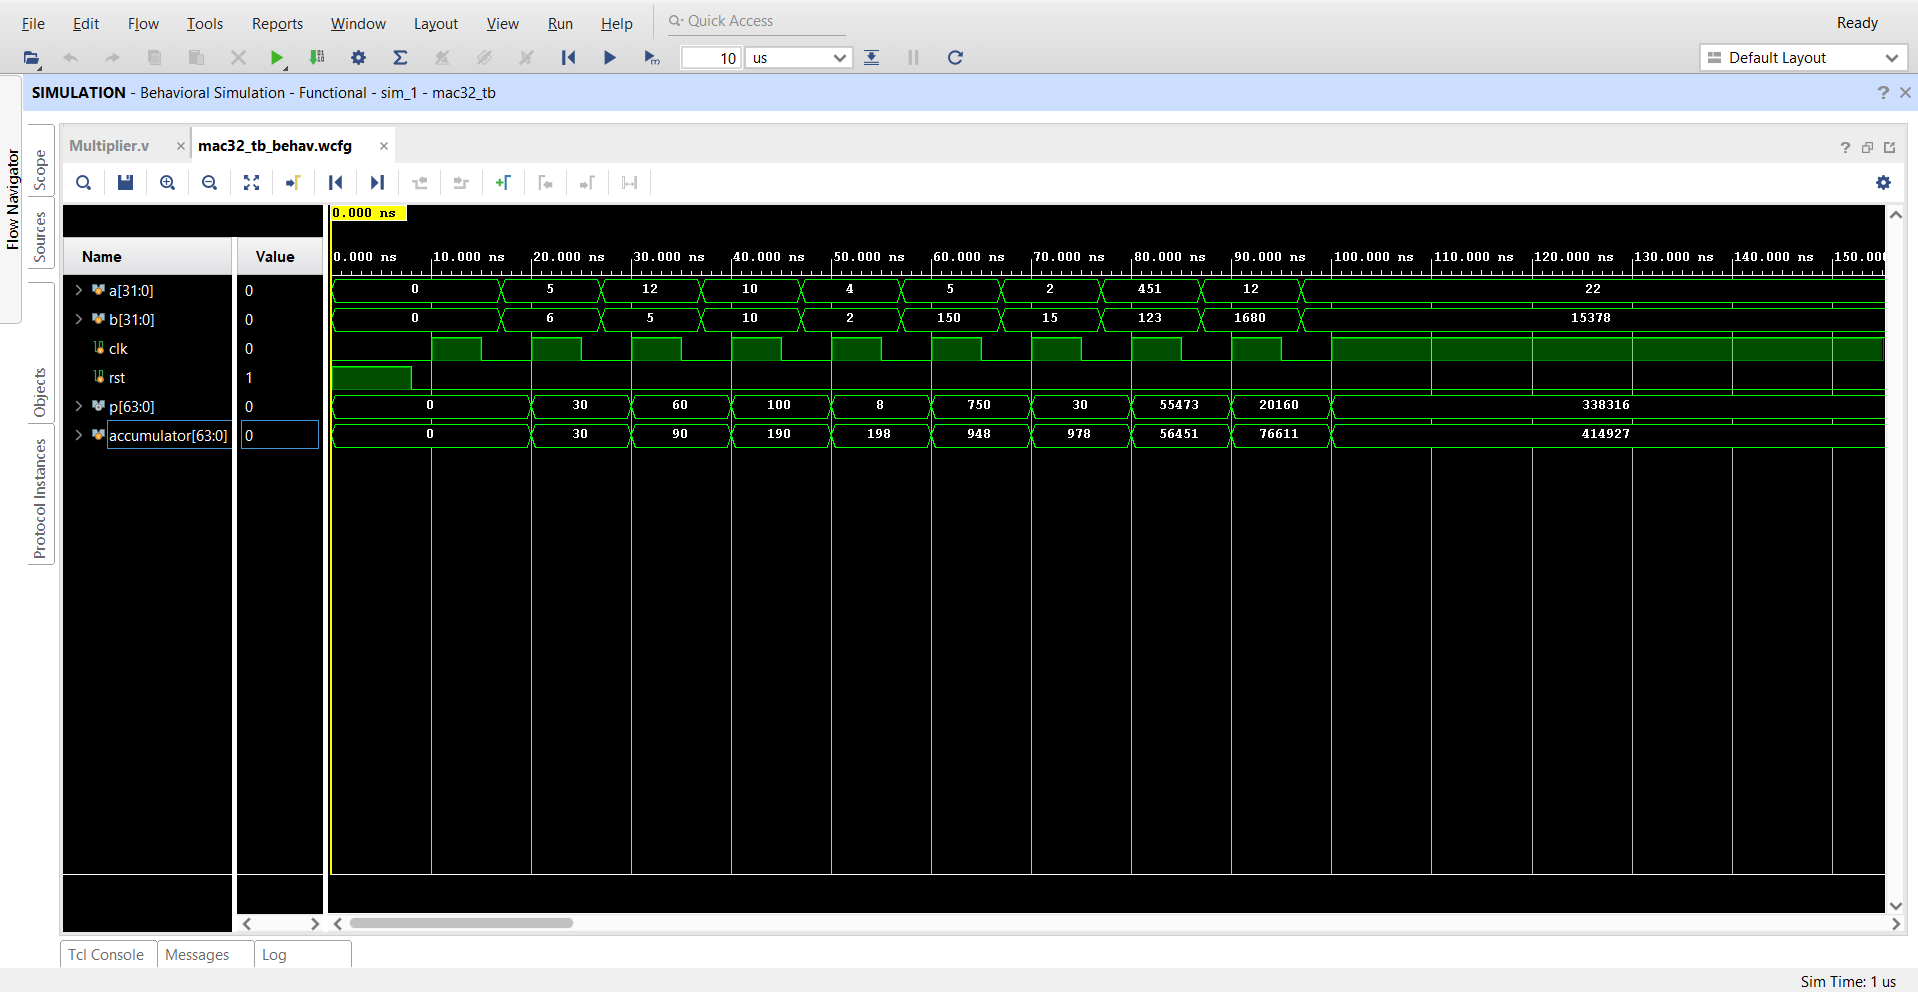 File Edit Flow Tools Reports Window Layout View Run Help Quick Access Ready
10 us Default Layout
SIMULATION - Behavioral Simulation - Functional - sim_1 - mac32_tb
Flow Navigator
Scope
Sources
Objects
Protocol Instances
Multiplier.v mac32_tb_behav.wcfg
0.000 ns
Name Value
0.000 ns 10.000 ns 20.000 ns 30.000 ns 40.000 ns 50.000 ns 60.000 ns 70.000 ns 80.000 ns 90.000 ns 100.000 ns 110.000 ns 120.000 ns 130.000 ns 140.000 ns 150.00
a[31:0] 0 0 5 12 10 4 5 2 451 12 22
b[31:0] 0 0 6 5 10 2 150 15 123 1680 15378
clk 0
rst 1
p[63:0] 0 0 30 60 100 8 750 30 55473 20160 338316
accumulator[63:0] 0 0 30 90 190 198 948 978 56451 76611 414927
Tcl Console Messages Log
Sim Time: 1 us